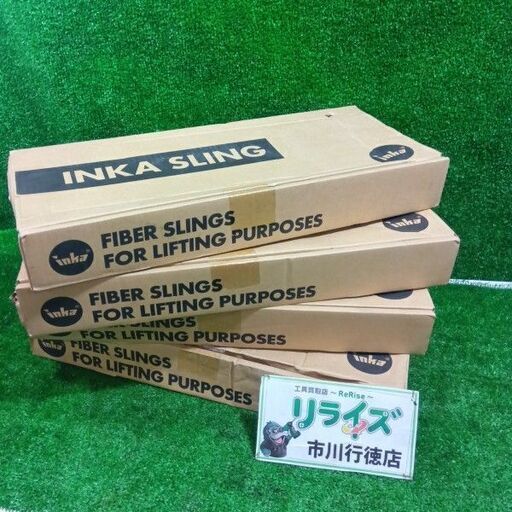 INKA SLING
inka
inka
FIBER SLINGS
FOR LIFTING PURPOSES
inka
inka
FIBER SLINGS
FOR LIFTING PURPOSES
inka
SLINGS
FOR LIFTING PURPOSES
inka
FIBER SLINGS
FOR LIFTING PURPOSES
工具買取店 ~ReRise~
リライズ
市川行徳店